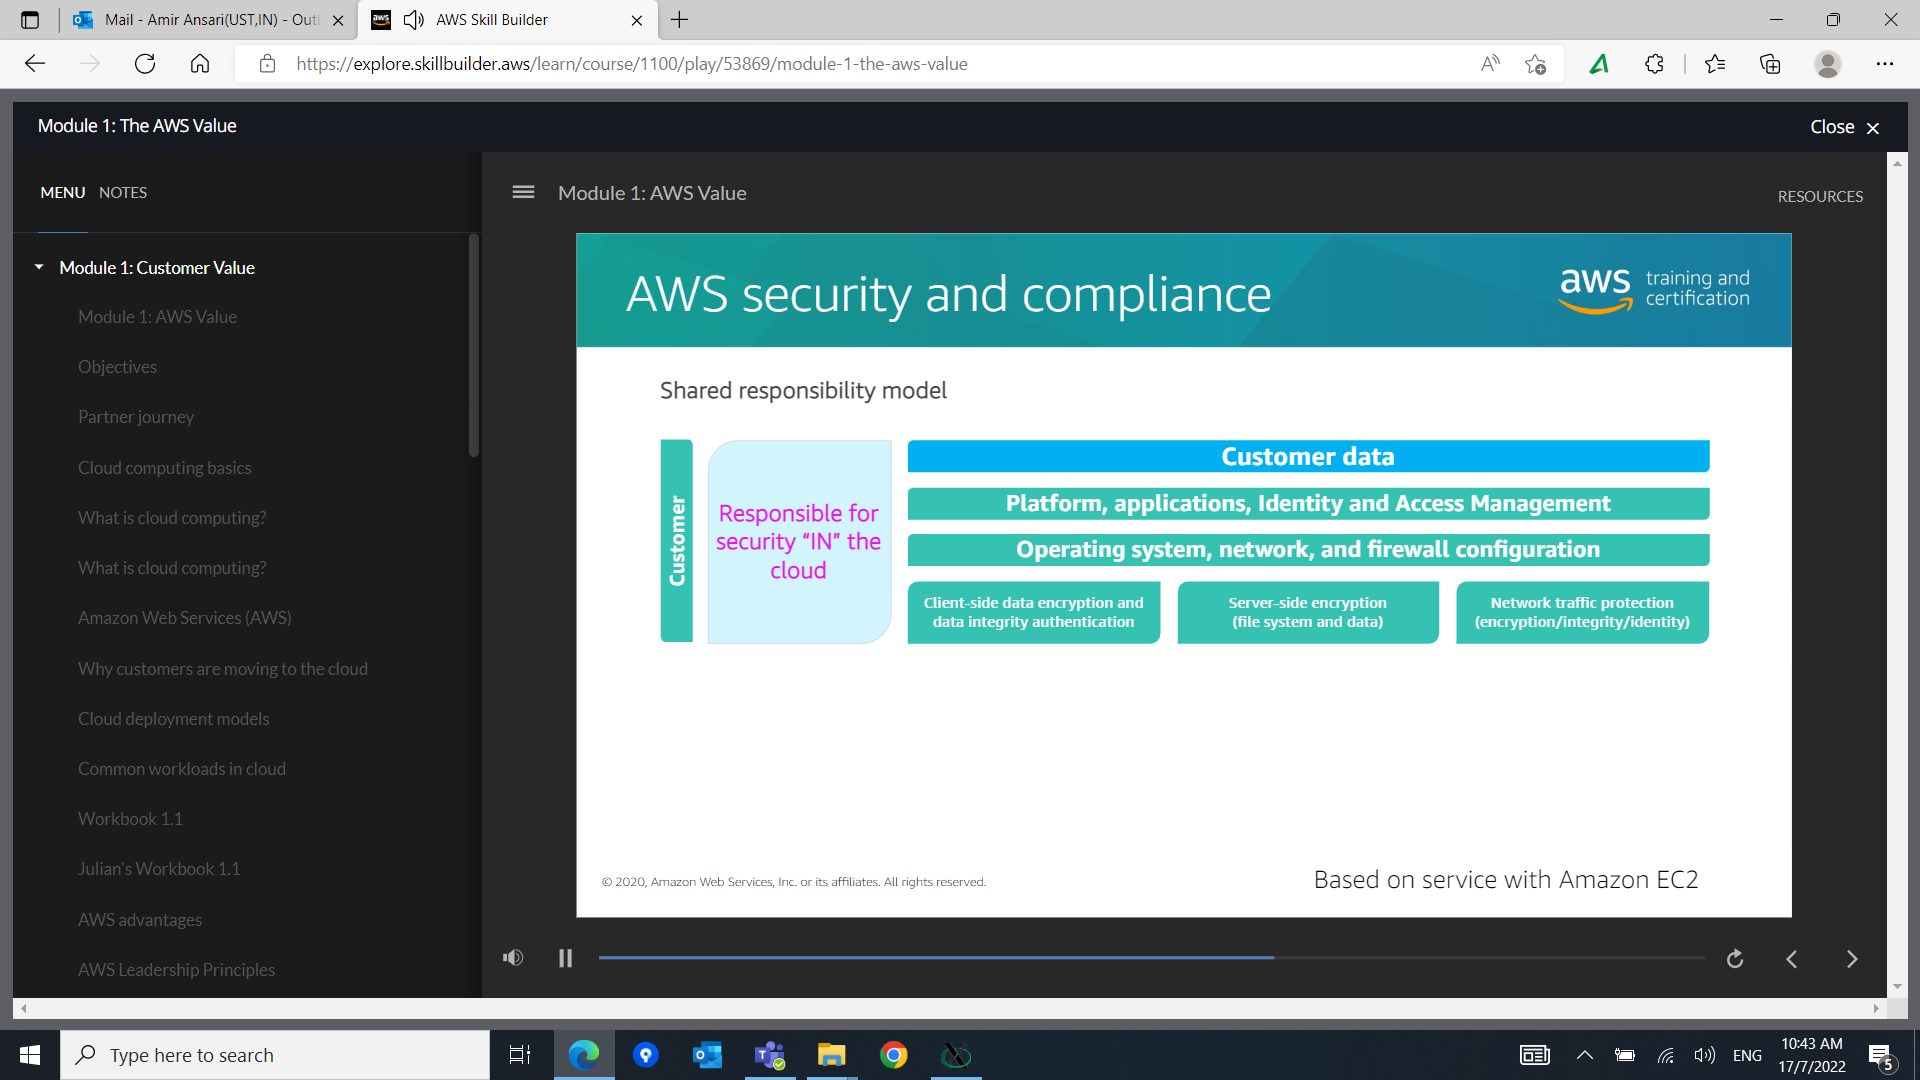 Mail - Amir Ansari(UST,IN) - Outl
aws
AWS Skill Builder
https://explore.skillbuilder.aws/learn/course/1100/play/53869/module-1-the-aws-value
Module 1: The AWS Value
Close
MENU
NOTES
Module 1: AWS Value
RESOURCES
Module 1: Customer Value
Module 1: AWS Value
Objectives
Partner journey
Cloud computing basics
What is cloud computing?
What is cloud computing?
Amazon Web Services (AWS)
Why customers are moving to the cloud
Cloud deployment models
Common workloads in cloud
Workbook 1.1
Julian's Workbook 1.1
AWS advantages
AWS Leadership Principles
AWS security and compliance
aws training and
certification
Shared responsibility model
Customer
Responsible for
security “IN” the
cloud
Customer data
Platform, applications, Identity and Access Management
Operating system, network, and firewall configuration
Client-side data encryption and
data integrity authentication
Server-side encryption
(file system and data)
Network traffic protection
(encryption/integrity/identity)
© 2020, Amazon Web Services, Inc. or its affiliates. All rights reserved.
Based on service with Amazon EC2
Type here to search
ENG
10:43 AM
17/7/2022
5